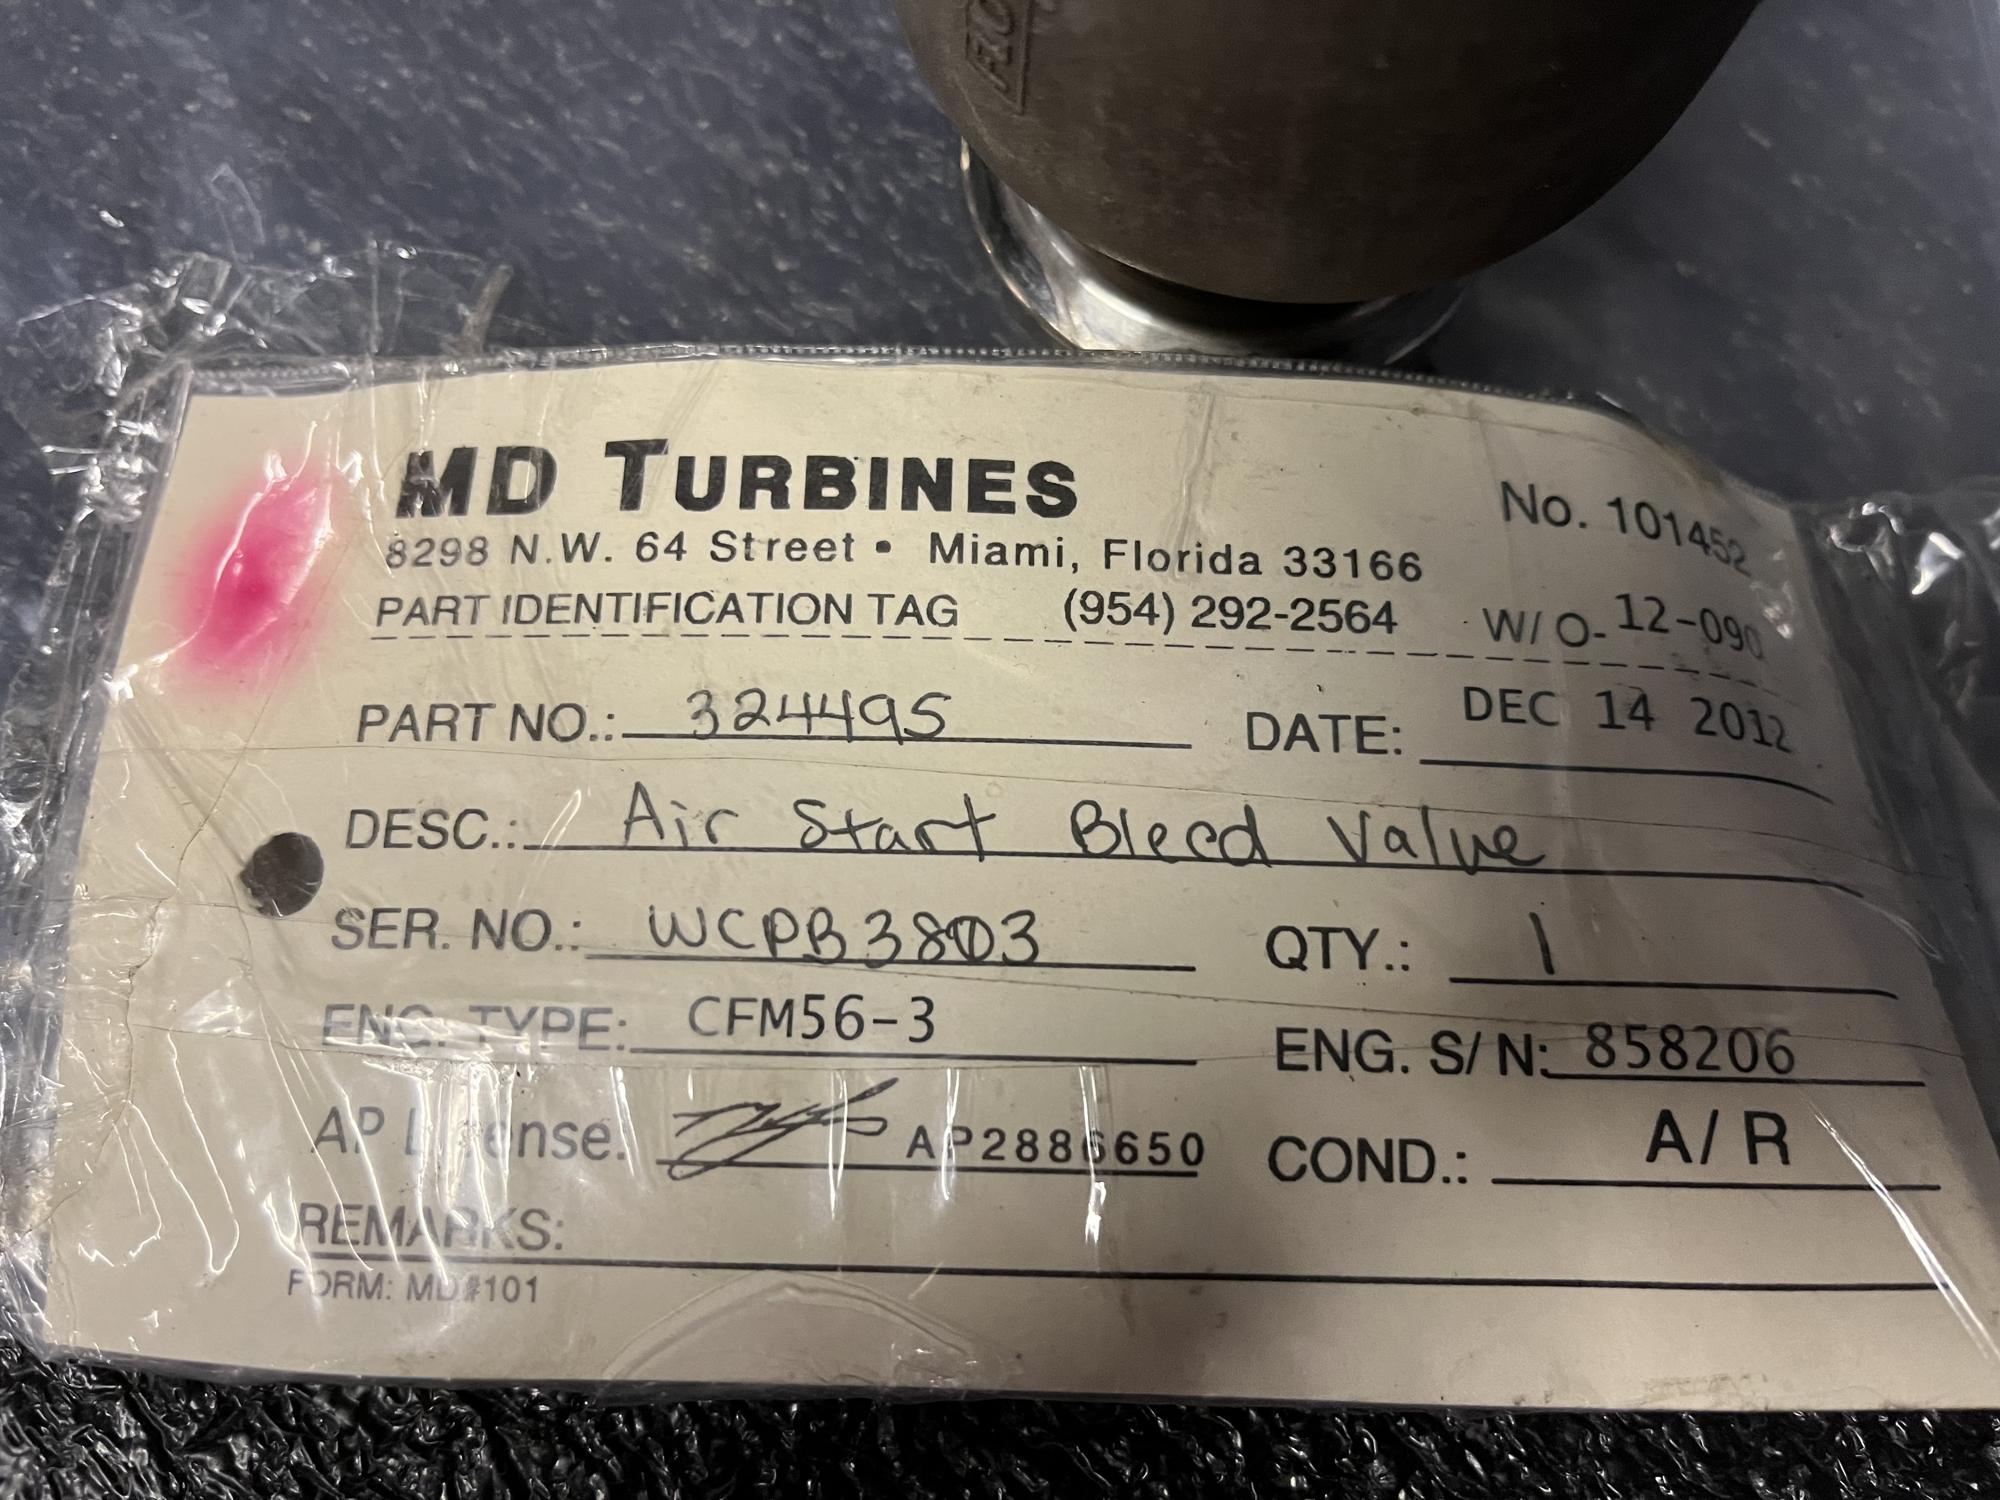 MD TURBINES
No. 101452
8298 N.W. 64 Street • Miami, Florida 33166
PART IDENTIFICATION TAG (954) 292-2564 W/O- 12-090
PART NO.: 324495 DATE: DEC 14 2012
DESC.: Air Start Bleed Valve
SER. NO.: WCPB3803 QTY.: 1
ENG. TYPE: CFM56-3 ENG. S/N: 858206
AP License. AP2886650 COND.: A/R
REMARKS:
FORM: MD#101